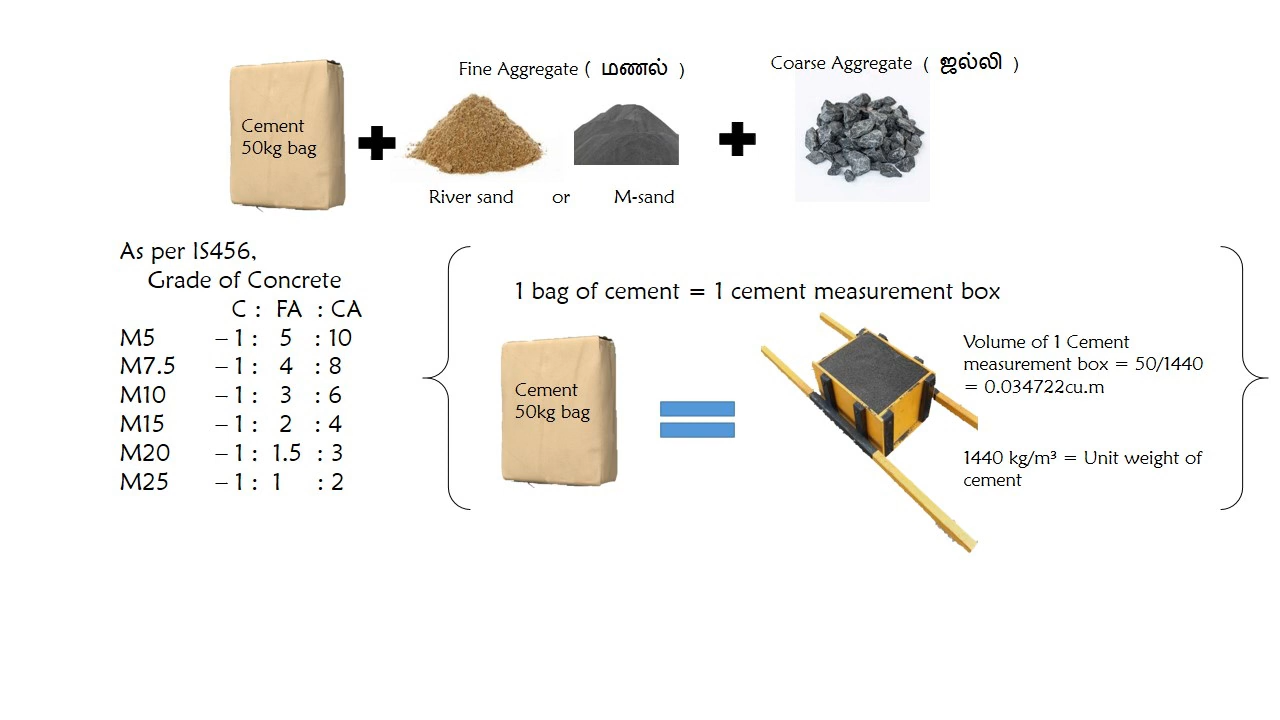 Fine Aggregate ( மணல் )
Coarse Aggregate ( ஜல்லி )
Cement
50kg bag
River sand or M-sand
As per IS456,
Grade of Concrete
C : FA : CA
M5 – 1 : 5 : 10
M7.5 – 1 : 4 : 8
M10 – 1 : 3 : 6
M15 – 1 : 2 : 4
M20 – 1 : 1.5 : 3
M25 – 1 : 1 : 2
1 bag of cement = 1 cement measurement box
Cement
50kg bag
Volume of 1 Cement
measurement box = 50/1440
= 0.034722cu.m
1440 kg/m³ = Unit weight of
cement